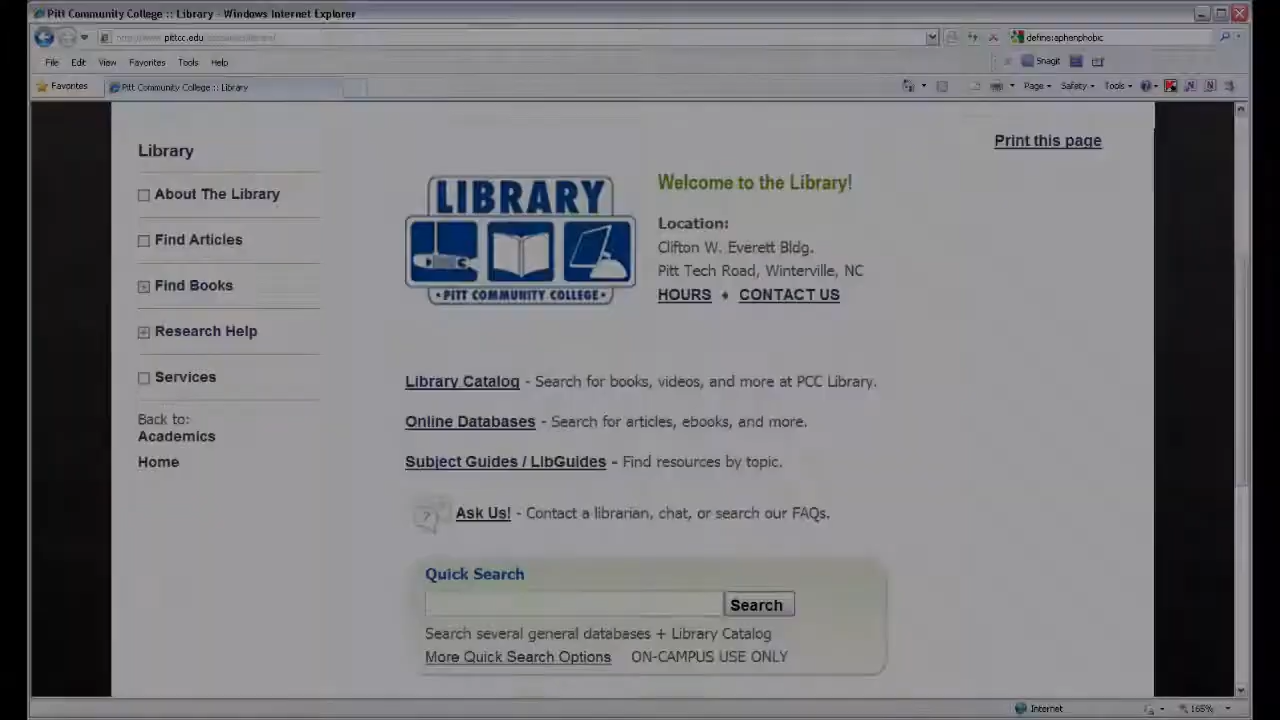 Pitt Community College :: Library - Windows Internet Explorer
pittcc.edu
define:aphenphobic
File Edit View Favorites Tools Help
Snagit
Favorites
Pitt Community College :: Library
Page Safety Tools
Print this page
Library
About The Library
Find Articles
Find Books
Research Help
Services
Back to:
Academics
Home
LIBRARY
• PITT COMMUNITY COLLEGE •
Welcome to the Library!
Location:
Clifton W. Everett Bldg.
Pitt Tech Road, Winterville, NC
HOURS ♦ CONTACT US
Library Catalog - Search for books, videos, and more at PCC Library.
Online Databases - Search for articles, ebooks, and more.
Subject Guides / LibGuides - Find resources by topic.
? Ask Us! - Contact a librarian, chat, or search our FAQs.
Quick Search
Search
Search several general databases + Library Catalog
More Quick Search Options ON-CAMPUS USE ONLY
Internet
165%